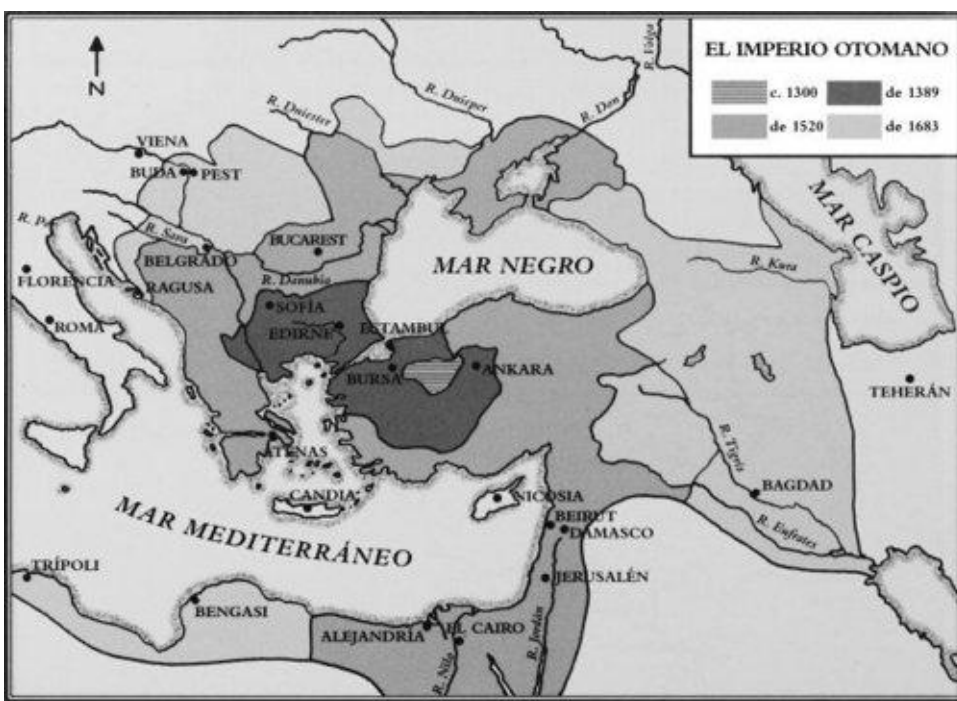 EL IMPERIO OTOMANO
c. 1300
de 1389
de 1520
de 1683
N
R. Volga
R. Dniéper
R. Don
R. Dniester
VIENA
BUDA
PEST
MAR CASPIO
R. Sava
BUCAREST
BELGRADO
MAR NEGRO
R. Kura
FLORENCIA
RAGUSA
R. Danubio
SOFÍA
ROMA
EDIRNE
ESTAMBUL
BURSA
ANKARA
TEHERÁN
ATENAS
R. Tigris
CANDIA
NICOSIA
BAGDAD
MAR MEDITERRÁNEO
BEIRUT
DAMASCO
R. Eufrates
TRÍPOLI
JERUSALÉN
BENGASI
ALEJANDRÍA
EL CAIRO
R. Jordán
R. Nilo